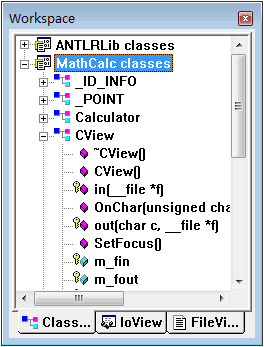 Workspace
ANTLRLib classes
MathCalc classes
_ID_INFO
_POINT
Calculator
CView
~CView()
CView()
in(__file *f)
OnChar(unsigned cha
out(char c, __file *f)
SetFocus()
m_fin
m_fout
Class... IoView FileVi...